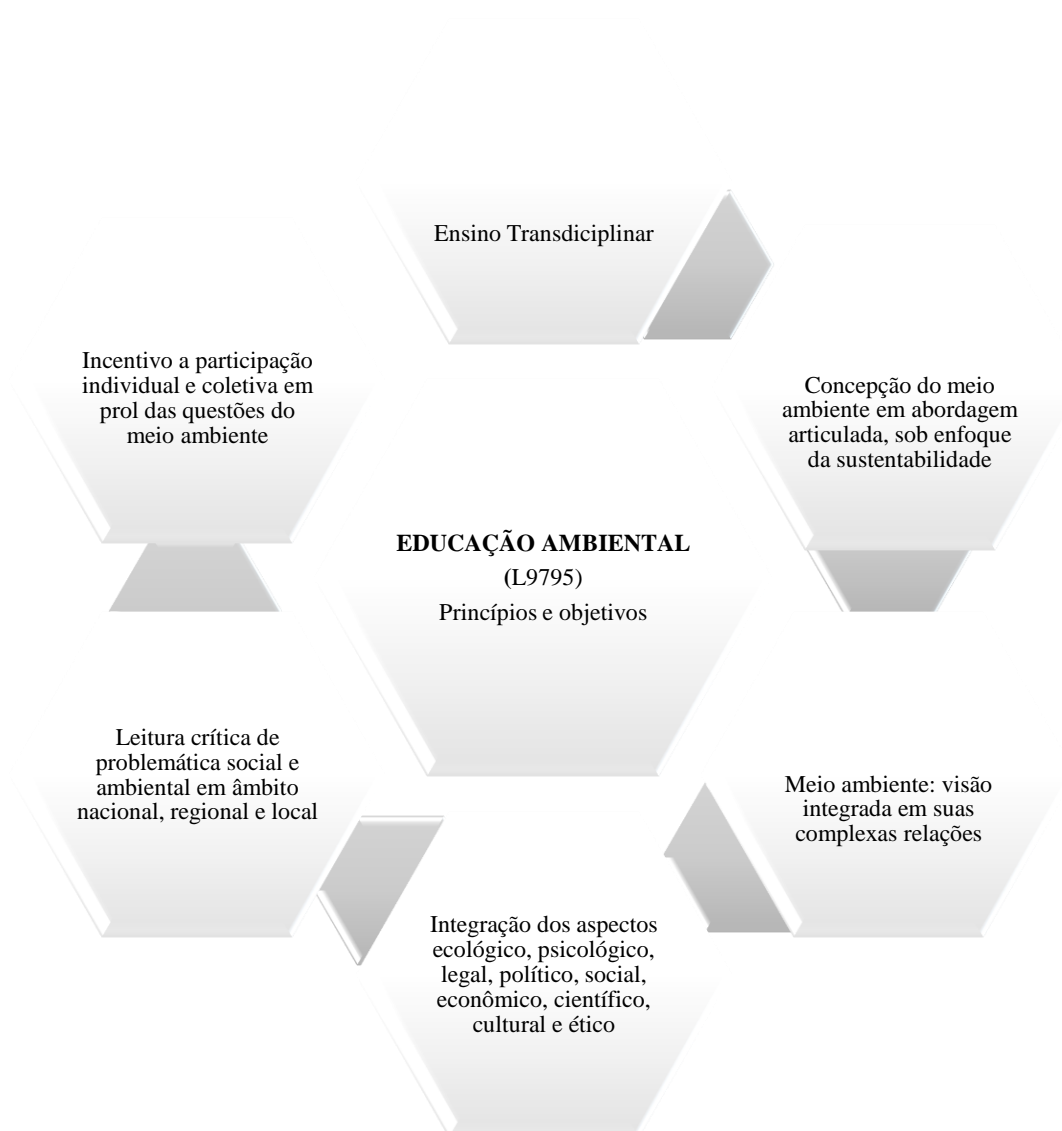 Ensino Transdiciplinar
Incentivo a participação
individual e coletiva em
prol das questões do
meio ambiente
Concepção do meio
ambiente em abordagem
articulada, sob enfoque
da sustentabilidade
EDUCAÇÃO AMBIENTAL
(L9795)
Princípios e objetivos
Leitura crítica de
problemática social e
ambiental em âmbito
nacional, regional e local
Meio ambiente: visão
integrada em suas
complexas relações
Integração dos aspectos
ecológico, psicológico,
legal, político, social,
econômico, científico,
cultural e ético